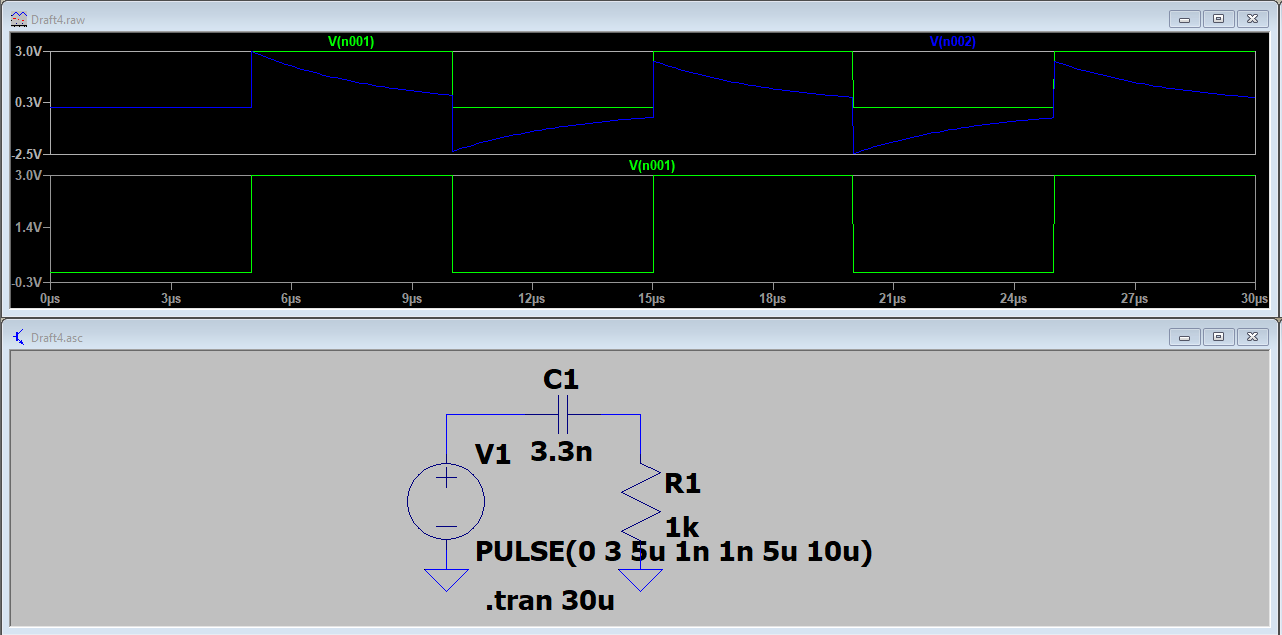 Draft4.raw
V(n001) V(n002)
3.0V
0.3V
-2.5V
V(n001)
3.0V
1.4V
-0.3V
0µs 3µs 6µs 9µs 12µs 15µs 18µs 21µs 24µs 27µs 30µs
Draft4.asc
C1
V1 3.3n
R1
1k
PULSE(0 3 5u 1n 1n 5u 10u)
.tran 30u